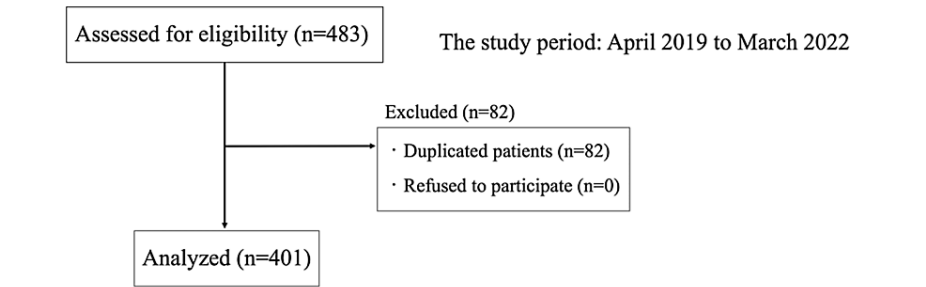 Assessed for eligibility (n=483)
The study period: April 2019 to March 2022
Excluded (n=82)
・Duplicated patients (n=82)
・Refused to participate (n=0)
Analyzed (n=401)